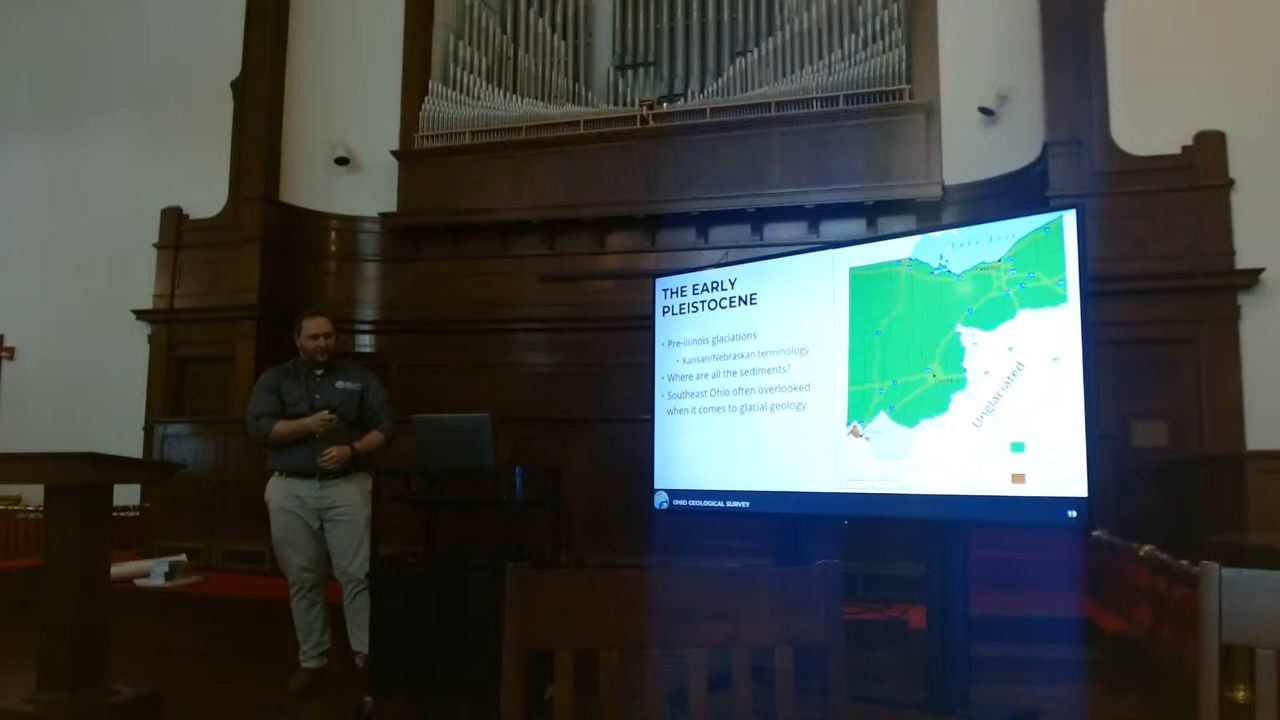 THE EARLY
PLEISTOCENE
• Pre-Illinois glaciations
• Kansan/Nebraskan terminology
• Where are all the sediments?
• Southeast Ohio often overlooked
when it comes to glacial geology
Lake Erie
Unglaciated
OHIO GEOLOGICAL SURVEY
19